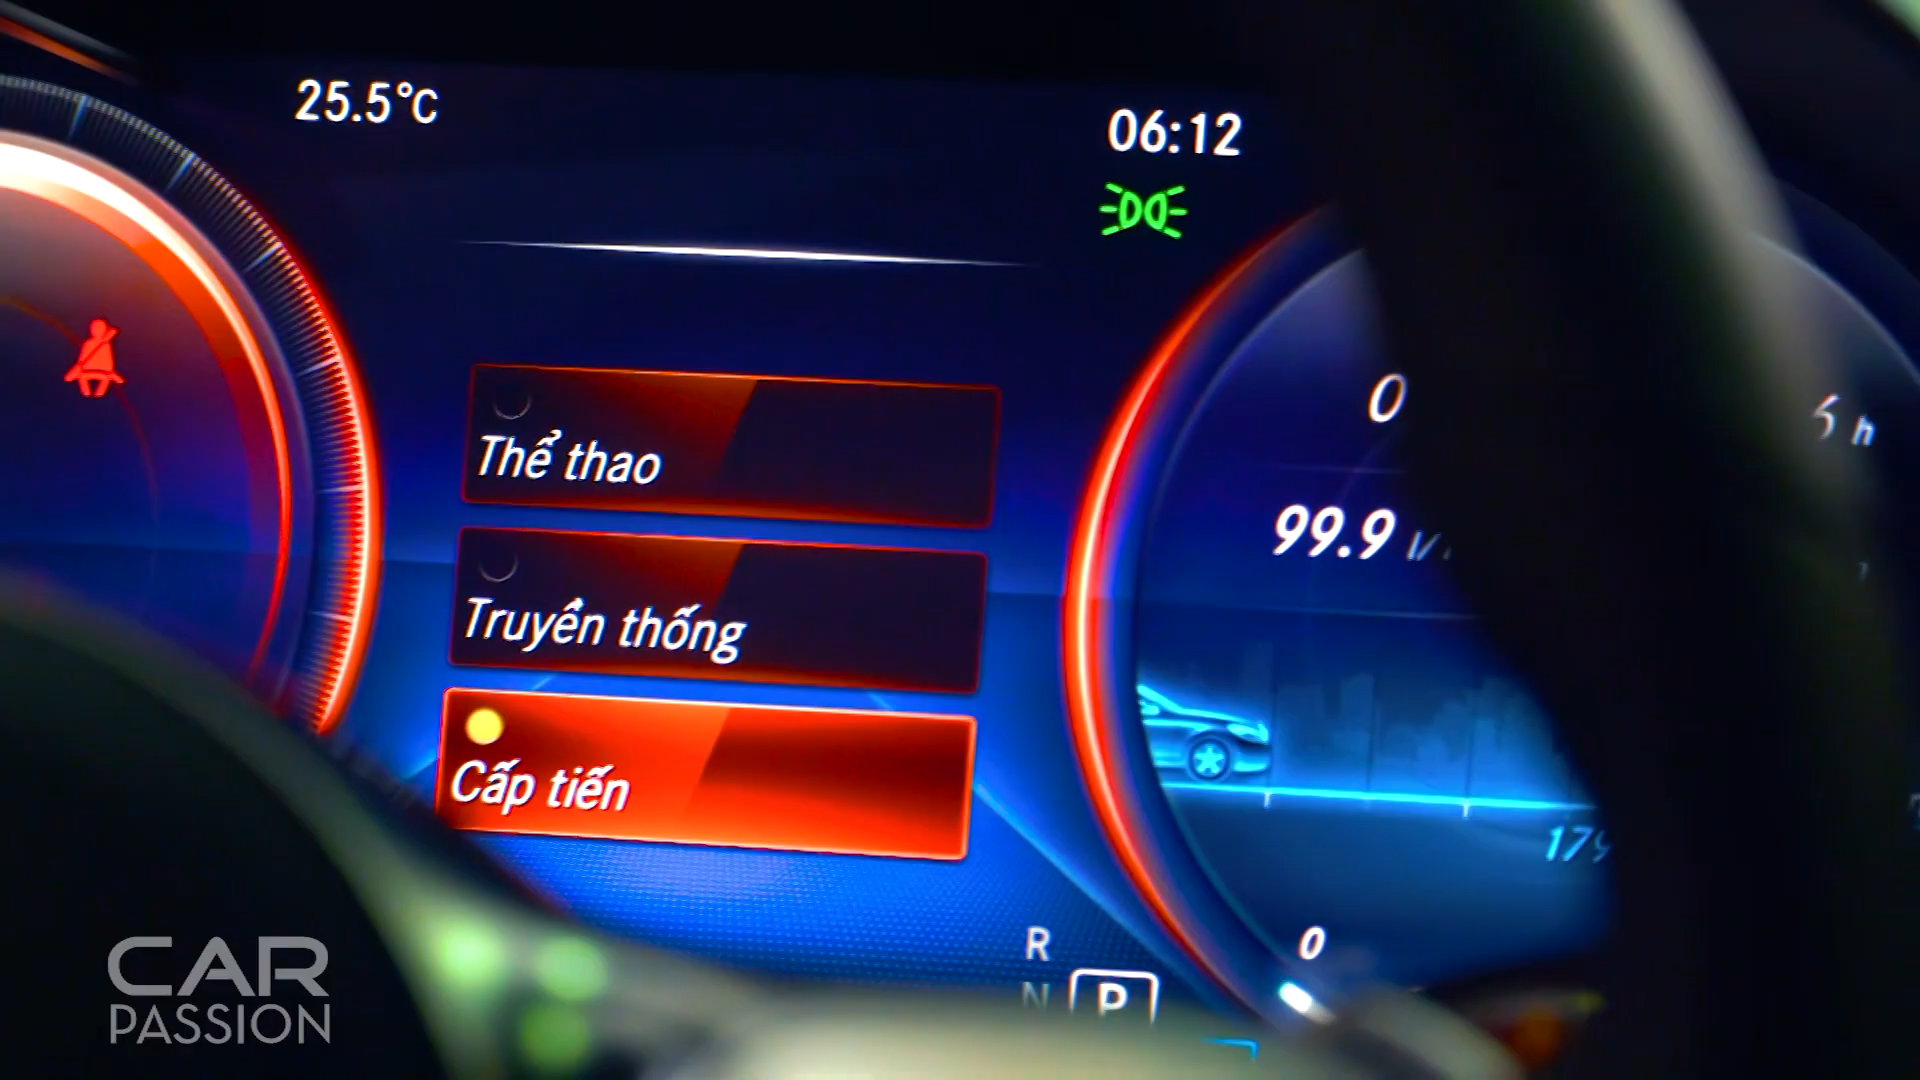 25.5°C
06:12
Thể thao
Truyền thống
Cấp tiến
0
99.9
h
R
N
P
0
CAR
PASSION